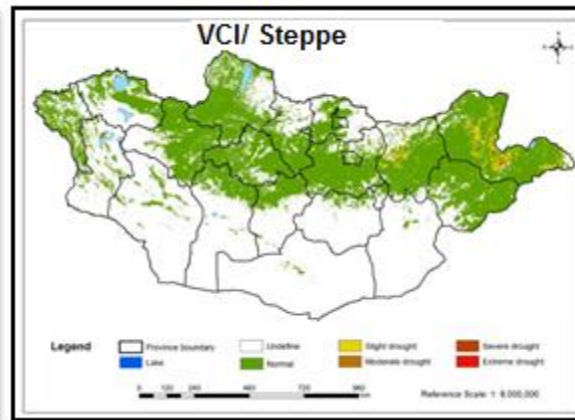 VCI/ Steppe
Legend
Province boundary
Undefine
Slight drought
Severe drought
Lake
Normal
Moderate drought
Extreme drought
0 120 240 480 720 960
Reference Scale: 1: 8,000,000